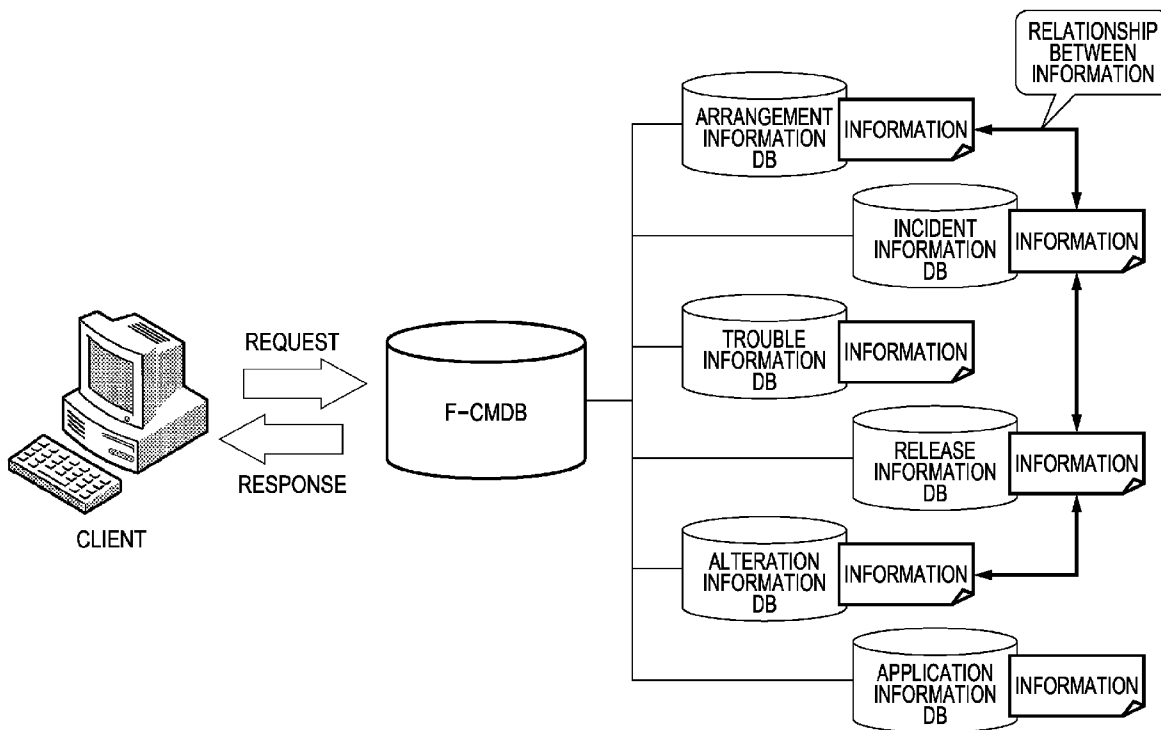 RELATIONSHIP
BETWEEN
INFORMATION
ARRANGEMENT
INFORMATION
DB
INFORMATION
INCIDENT
INFORMATION
DB
INFORMATION
REQUEST
TROUBLE
INFORMATION
DB
INFORMATION
F-CMDB
RESPONSE
CLIENT
RELEASE
INFORMATION
DB
INFORMATION
ALTERATION
INFORMATION
DB
INFORMATION
APPLICATION
INFORMATION
DB
INFORMATION